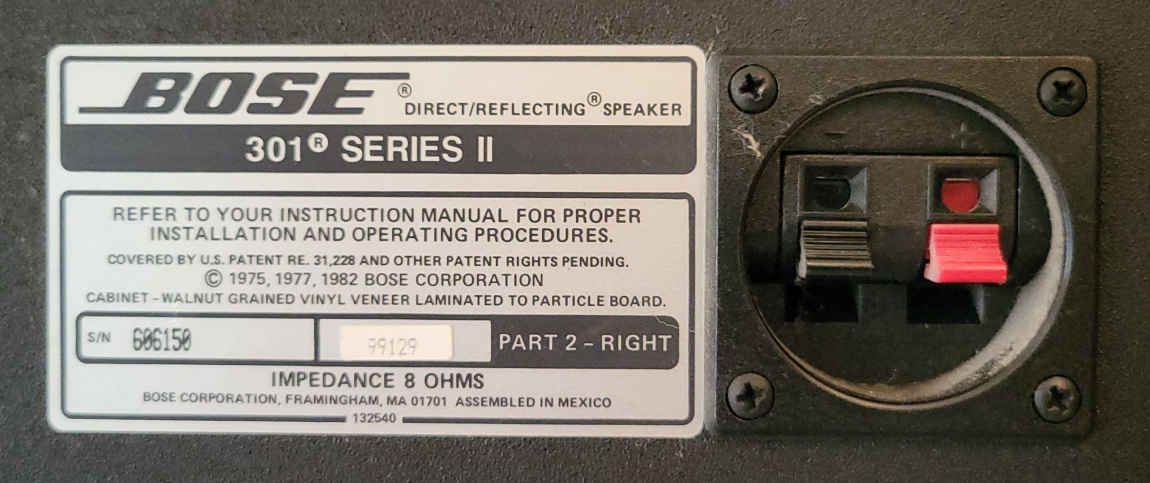 BOSE® DIRECT/REFLECTING® SPEAKER
301® SERIES II
REFER TO YOUR INSTRUCTION MANUAL FOR PROPER
INSTALLATION AND OPERATING PROCEDURES.
COVERED BY U.S. PATENT RE. 31,228 AND OTHER PATENT RIGHTS PENDING.
© 1975, 1977, 1982 BOSE CORPORATION
CABINET – WALNUT GRAINED VINYL VENEER LAMINATED TO PARTICLE BOARD.
S/N 606150 99129 PART 2 – RIGHT
IMPEDANCE 8 OHMS
BOSE CORPORATION, FRAMINGHAM, MA 01701 ASSEMBLED IN MEXICO
132540
– +